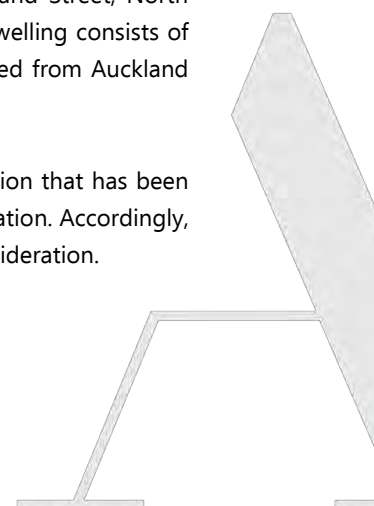 and Street, North
welling consists of
ed from Auckland
ion that has been
ation. Accordingly,
ideration.